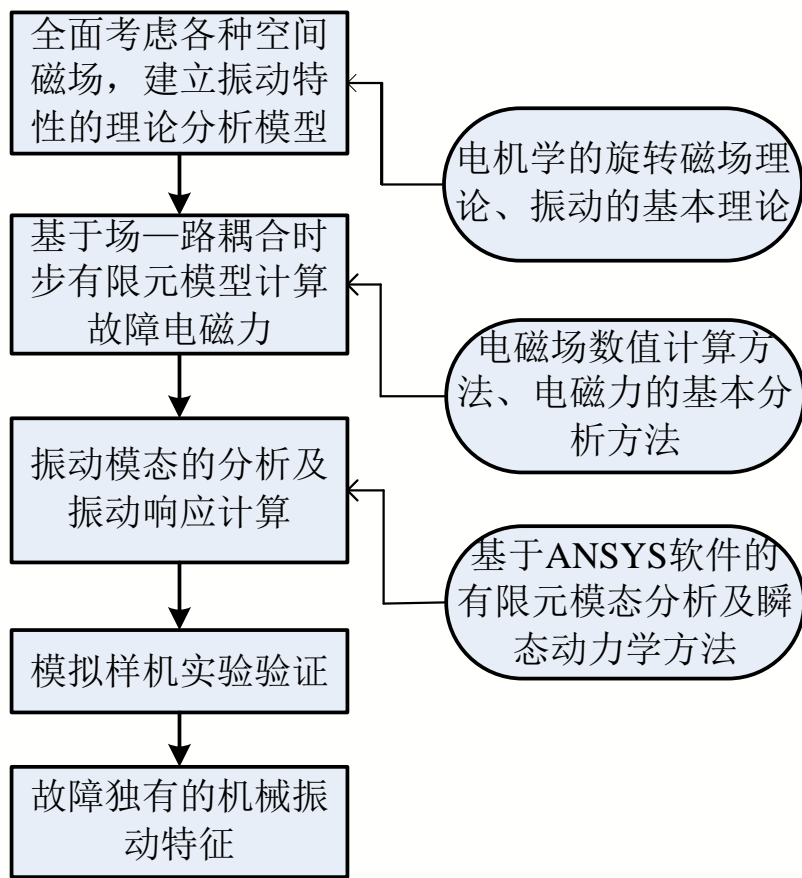 全面考虑各种空间
磁场，建立振动特
性的理论分析模型
电机学的旋转磁场理
论、振动的基本理论
基于场—路耦合时
步有限元模型计算
故障电磁力
电磁场数值计算方
法、电磁力的基本分
析方法
振动模态的分析及
振动响应计算
基于ANSYS软件的
有限元模态分析及瞬
态动力学方法
模拟样机实验验证
故障独有的机械振
动特征